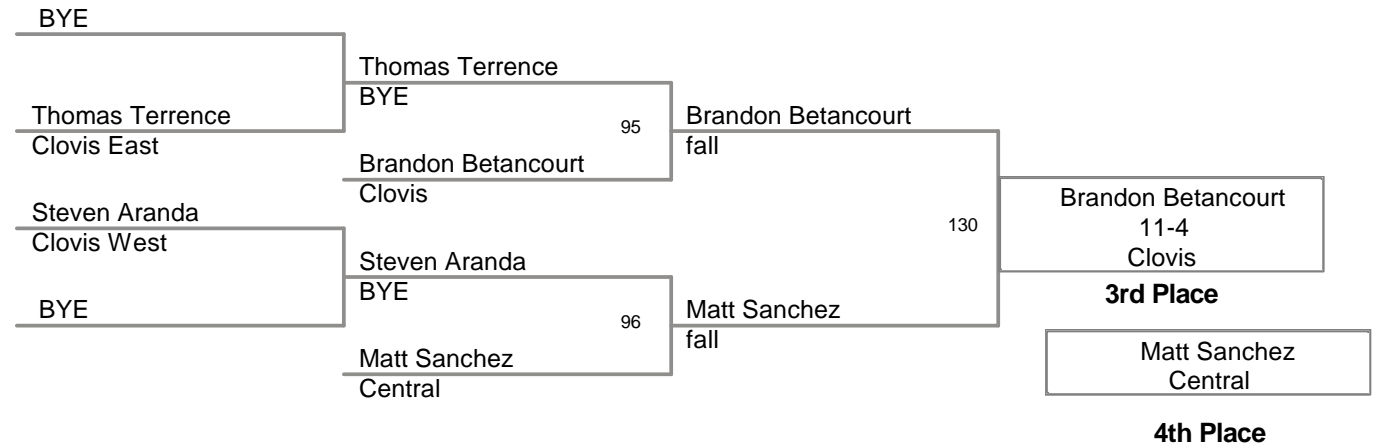 BYE
Thomas Terrence
BYE
Thomas Terrence
Clovis East
95
Brandon Betancourt
fall
Brandon Betancourt
Clovis
Steven Aranda
Clovis West
130
Brandon Betancourt
11-4
Clovis
Steven Aranda
BYE
3rd Place
BYE
96
Matt Sanchez
fall
Matt Sanchez
Central
Matt Sanchez
Central
4th Place